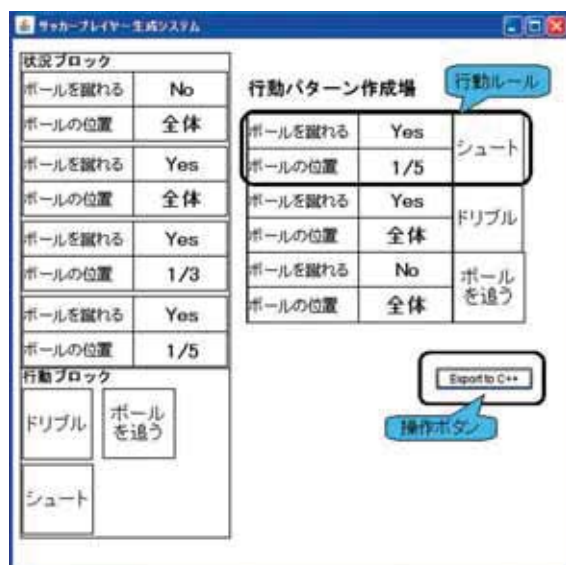 サッカープレイヤー生成システム
状況ブロック
ボールを蹴れる No
ボールの位置 全体
ボールを蹴れる Yes
ボールの位置 全体
ボールを蹴れる Yes
ボールの位置 1/3
ボールを蹴れる Yes
ボールの位置 1/5
行動ブロック
ドリブル
ボール
を追う
シュート
行動パターン作成場
行動ルール
ボールを蹴れる Yes
ボールの位置 1/5
シュート
ボールを蹴れる Yes
ボールの位置 全体
ドリブル
ボールを蹴れる No
ボールの位置 全体
ボール
を追う
Export to C++
操作ボタン